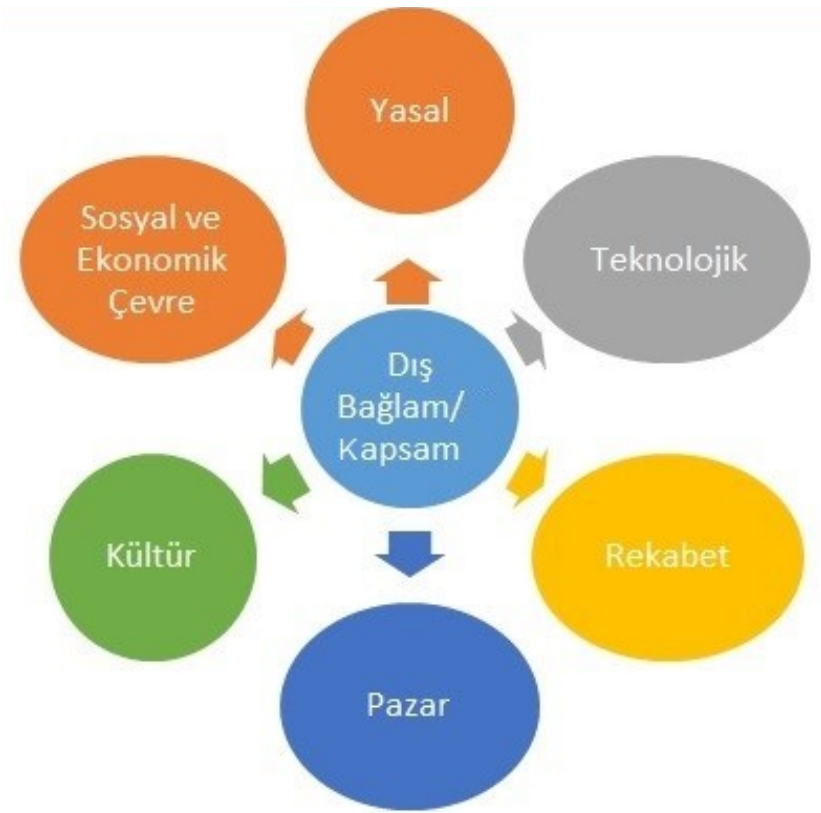 Yasal
Sosyal ve
Ekonomik
Çevre
Teknolojik
Dış
Bağlam/
Kapsam
Kültür
Rekabet
Pazar